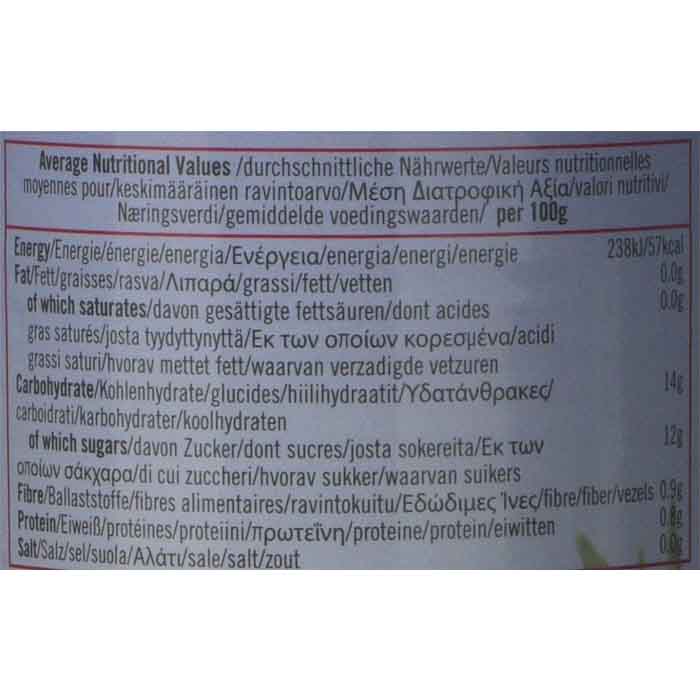 Average Nutritional Values /durchschnittliche Nährwerte/Valeurs nutritionnelles
moyennes pour/keskimääräinen ravintoarvo/Μέση Διατροφική Αξία/valori nutritivi/
Næringsverdi/gemiddelde voedingswaarden/ per 100g
Energy/Energie/énergie/energia/Ενέργεια/energia/energi/energie 238kJ/57kcal
Fat/Fett/graisses/rasva/Λιπαρά/grassi/fett/vetten 0.0g
of which saturates/davon gesättigte fettsäuren/dont acides 0.0g
gras saturés/josta tyydyttynyttä/Εκ των οποίων κορεσμένα/acidi
grassi saturi/hvorav mettet fett/waarvan verzadigde vetzuren
Carbohydrate/Kohlenhydrate/glucides/hiilihydraatit/Υδατάνθρακες/ 14g
carboidrati/karbohydrater/koolhydraten
of which sugars/davon Zucker/dont sucres/josta sokereita/Εκ των 12g
οποίων σάκχαρα/di cui zuccheri/hvorav sukker/waarvan suikers
Fibre/Ballaststoffe/fibres alimentaires/ravintokuitu/Εδώδιμες Ίνες/fibre/fiber/vezels 0.9g
Protein/Eiweiß/protéines/proteiini/πρωτεΐνη/proteine/protein/eiwitten
Salt/Salz/sel/suola/Αλάτι/sale/salt/zout 0.0g